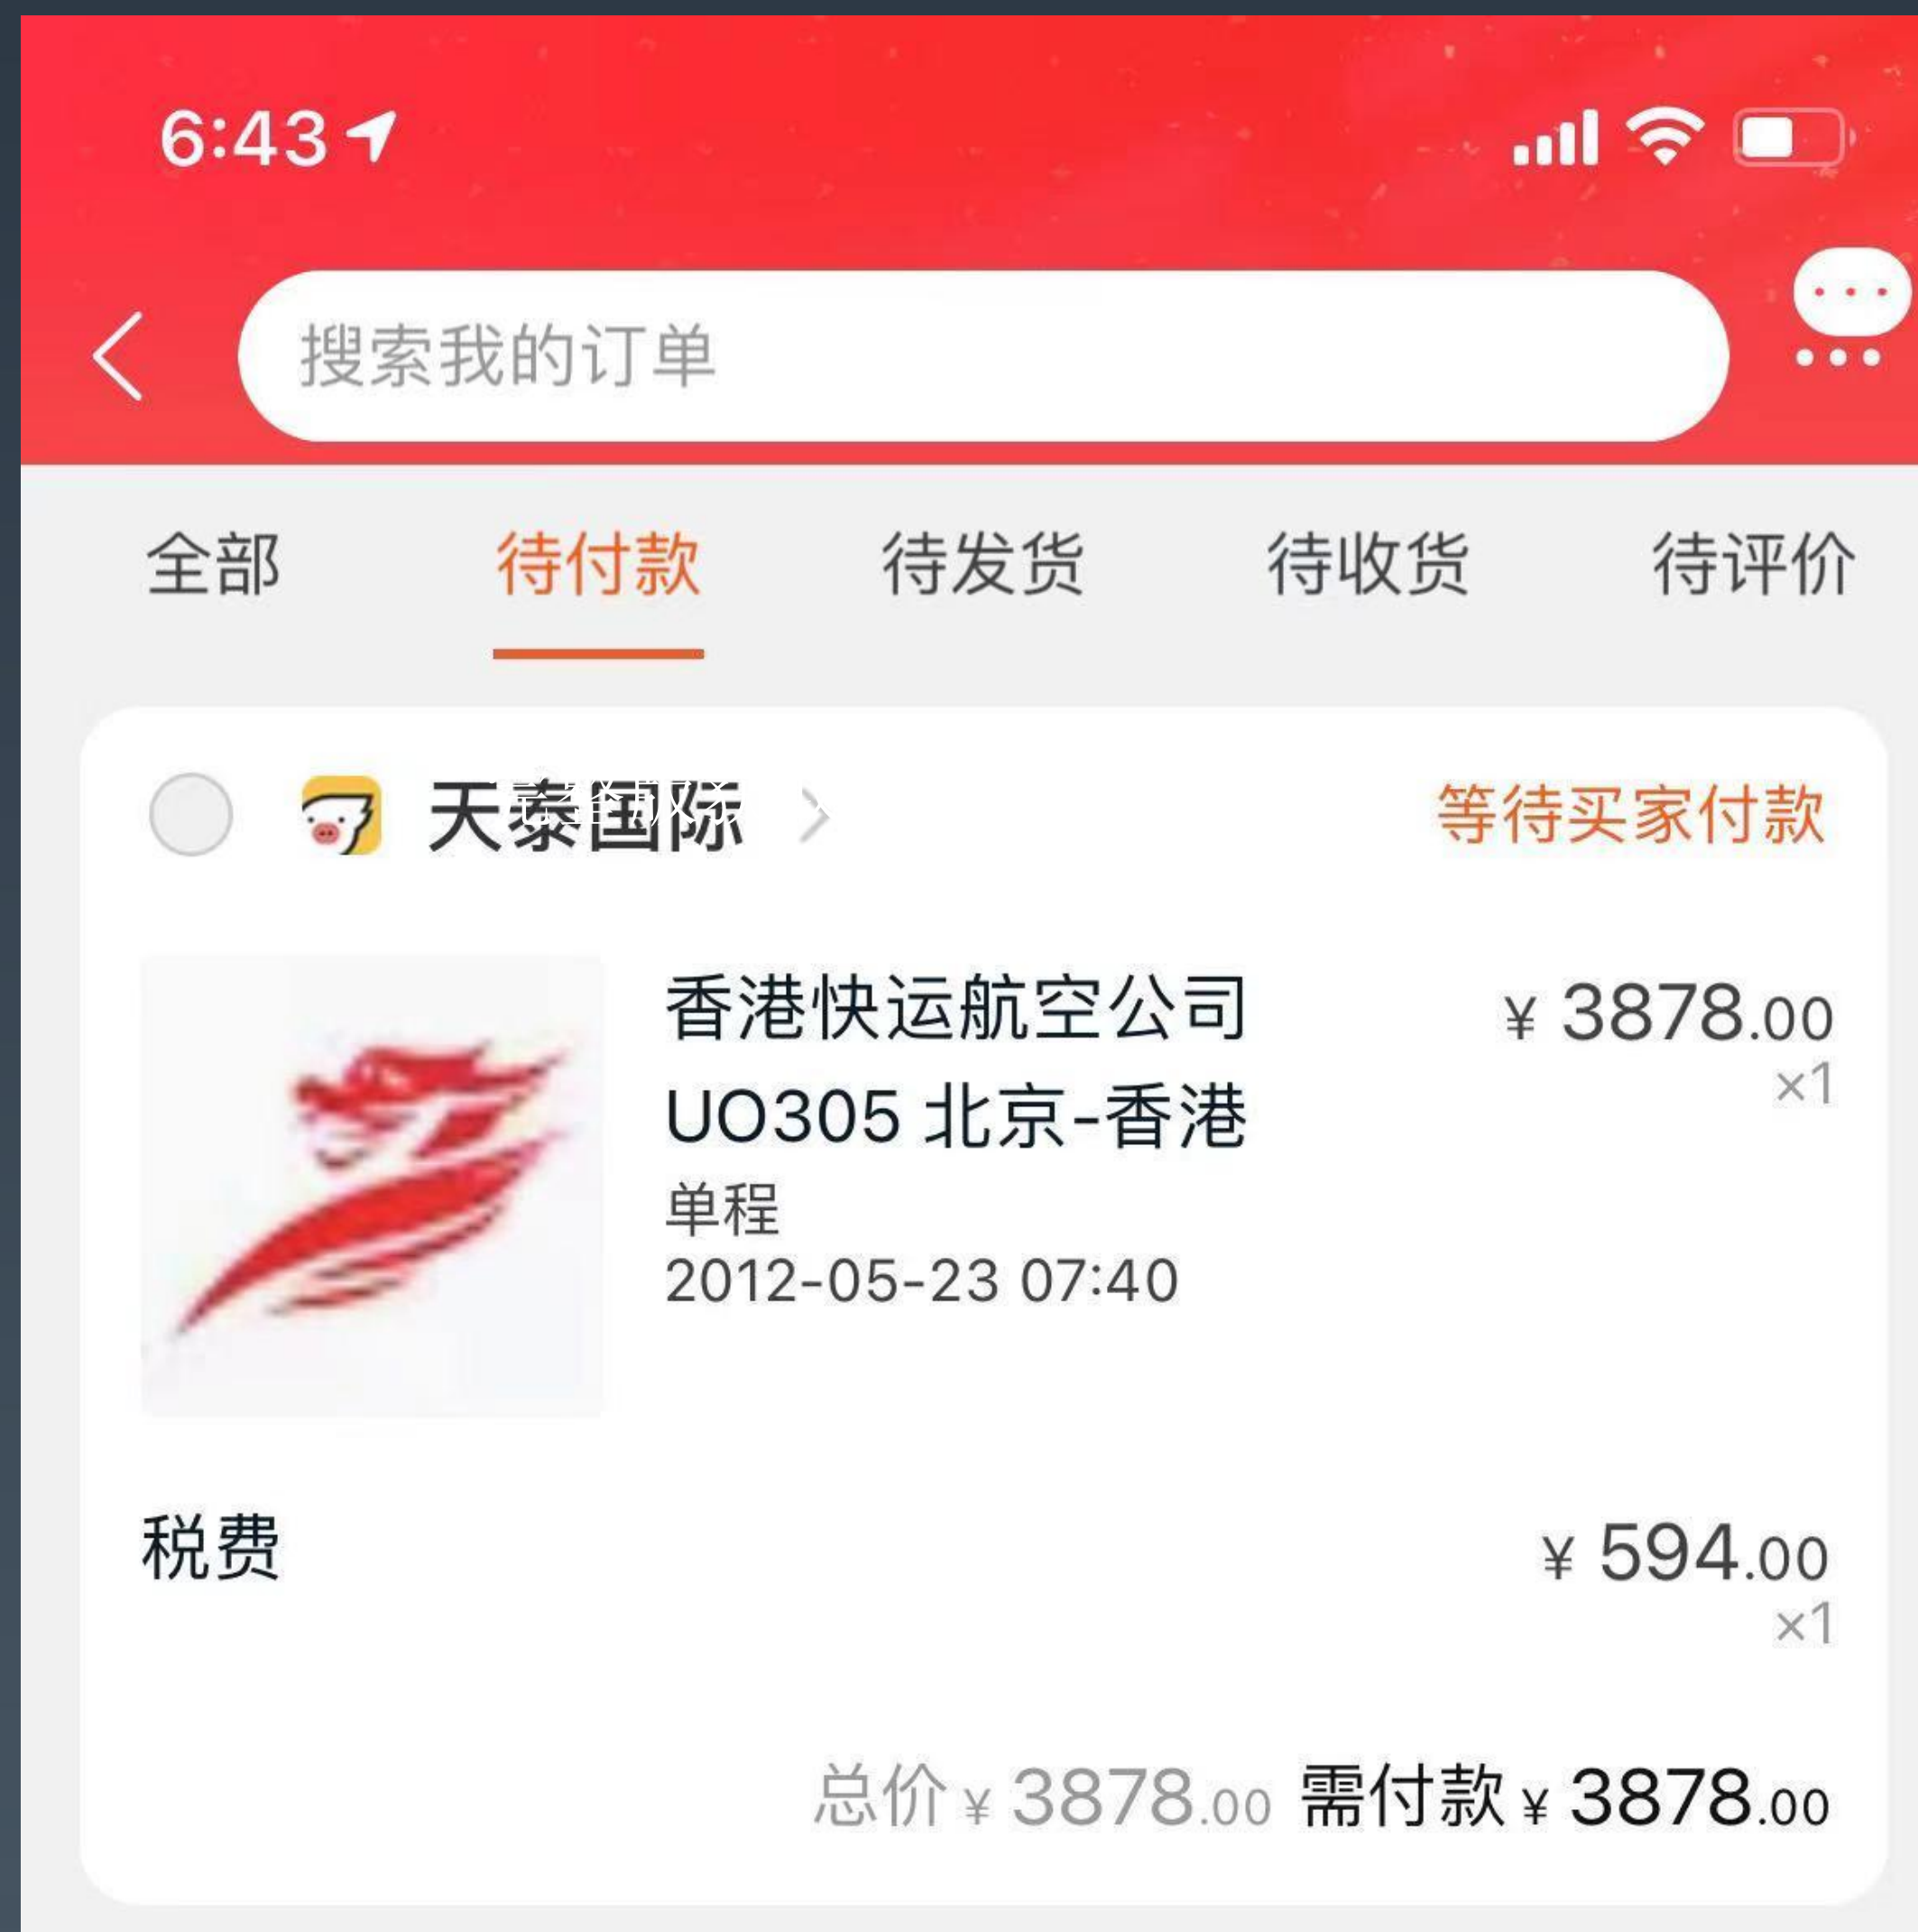 6:43
搜索我的订单
全部 待付款 待发货 待收货 待评价
天泰国际 等待买家付款
香港快运航空公司 ¥ 3878.00
×1
UO305 北京-香港
单程
2012-05-23 07:40
税费 ¥ 594.00
×1
总价 ¥ 3878.00 需付款 ¥ 3878.00